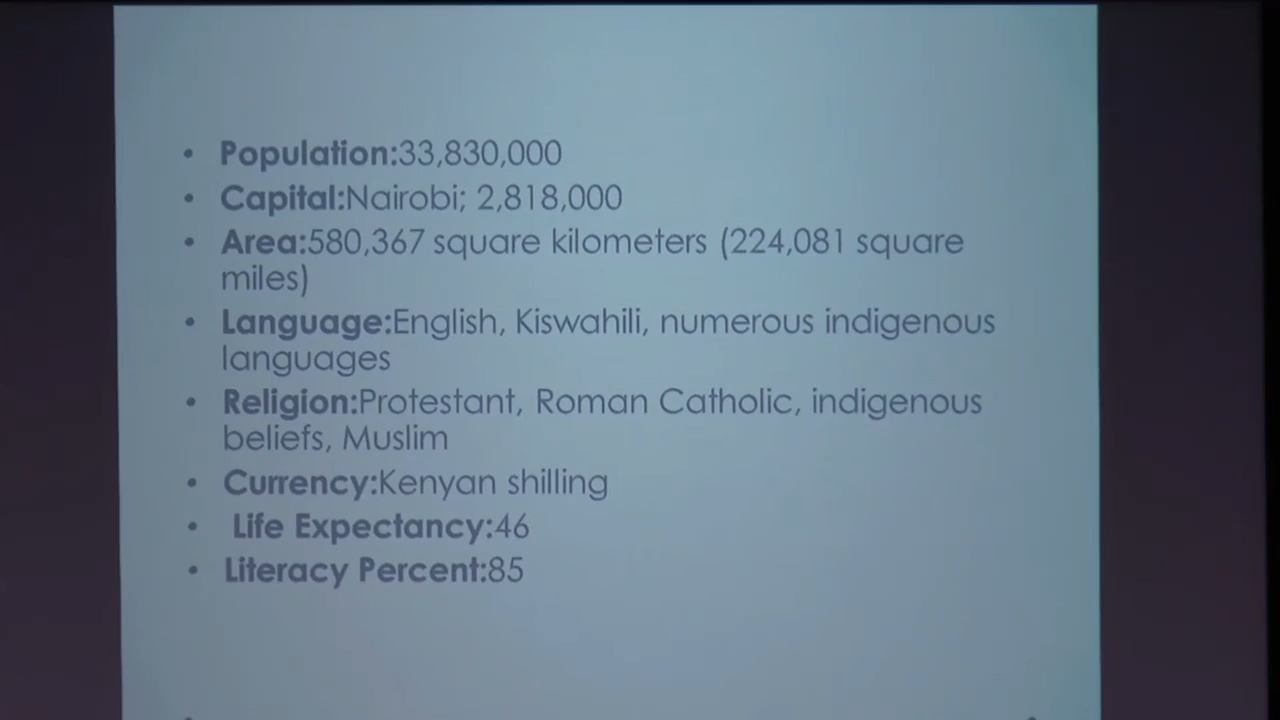 • Population:33,830,000
• Capital:Nairobi; 2,818,000
• Area:580,367 square kilometers (224,081 square
miles)
• Language:English, Kiswahili, numerous indigenous
languages
• Religion:Protestant, Roman Catholic, indigenous
beliefs, Muslim
• Currency:Kenyan shilling
• Life Expectancy:46
• Literacy Percent:85